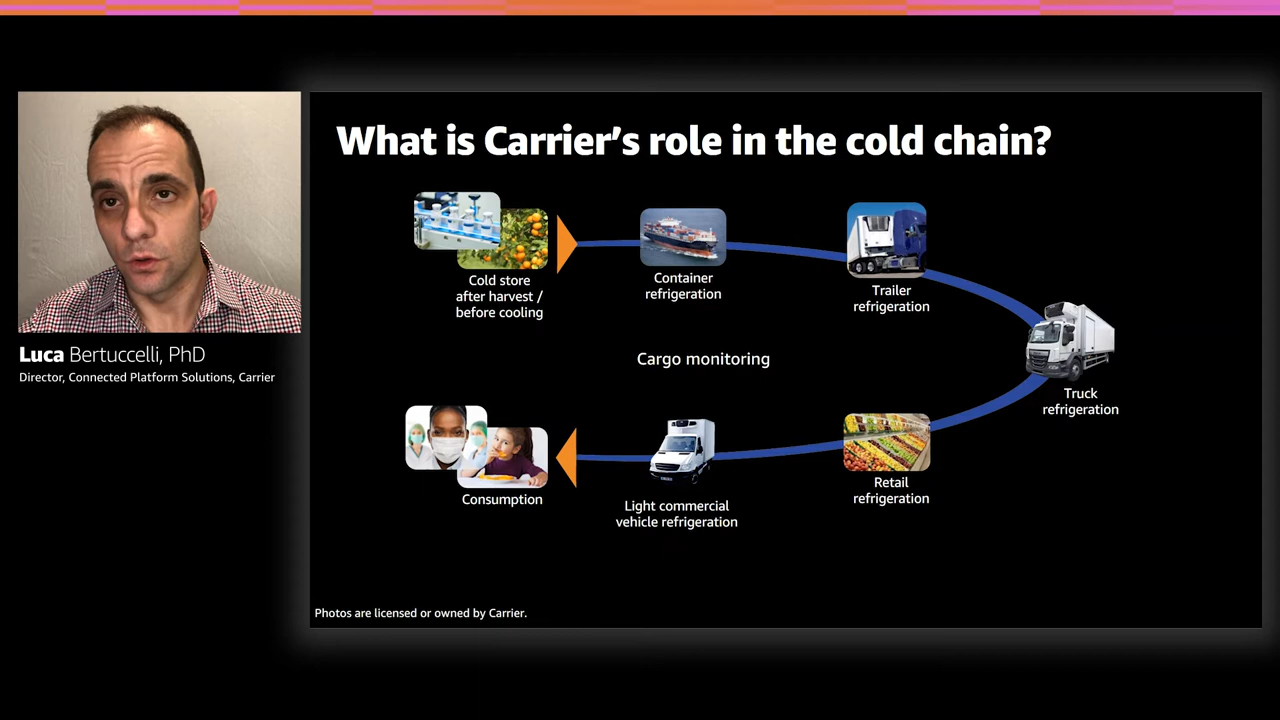 What is Carrier's role in the cold chain?
Cold store
after harvest /
before cooling
Container
refrigeration
Trailer
refrigeration
Truck
refrigeration
Cargo monitoring
Consumption
Light commercial
vehicle refrigeration
Retail
refrigeration
Photos are licensed or owned by Carrier.
Luca Bertuccelli, PhD
Director, Connected Platform Solutions, Carrier